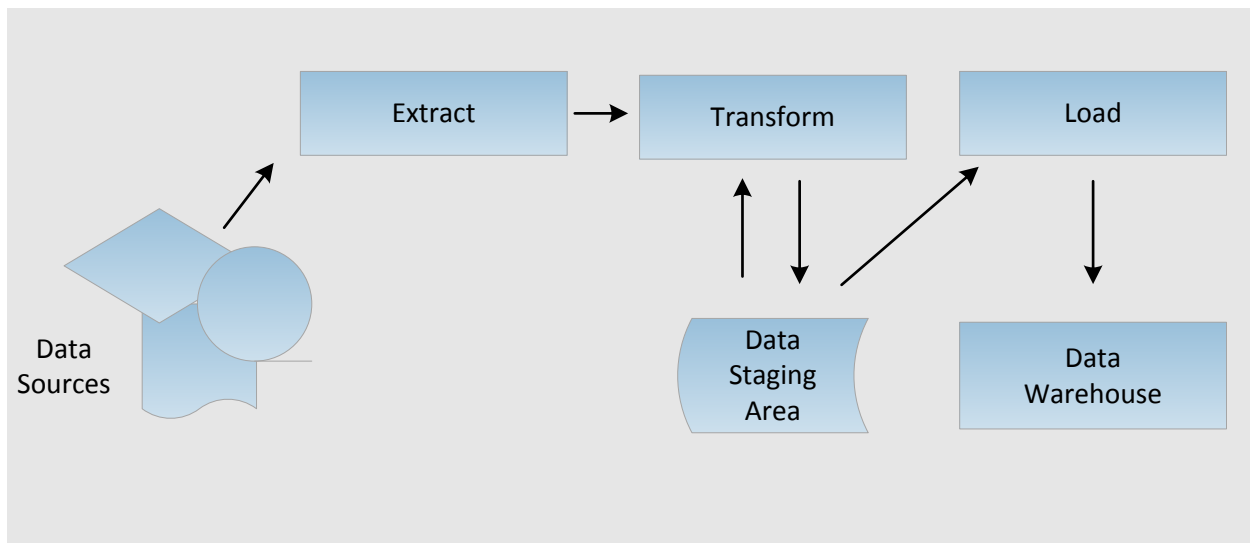 Extract
Transform
Load
Data
Sources
Data
Staging
Area
Data
Warehouse